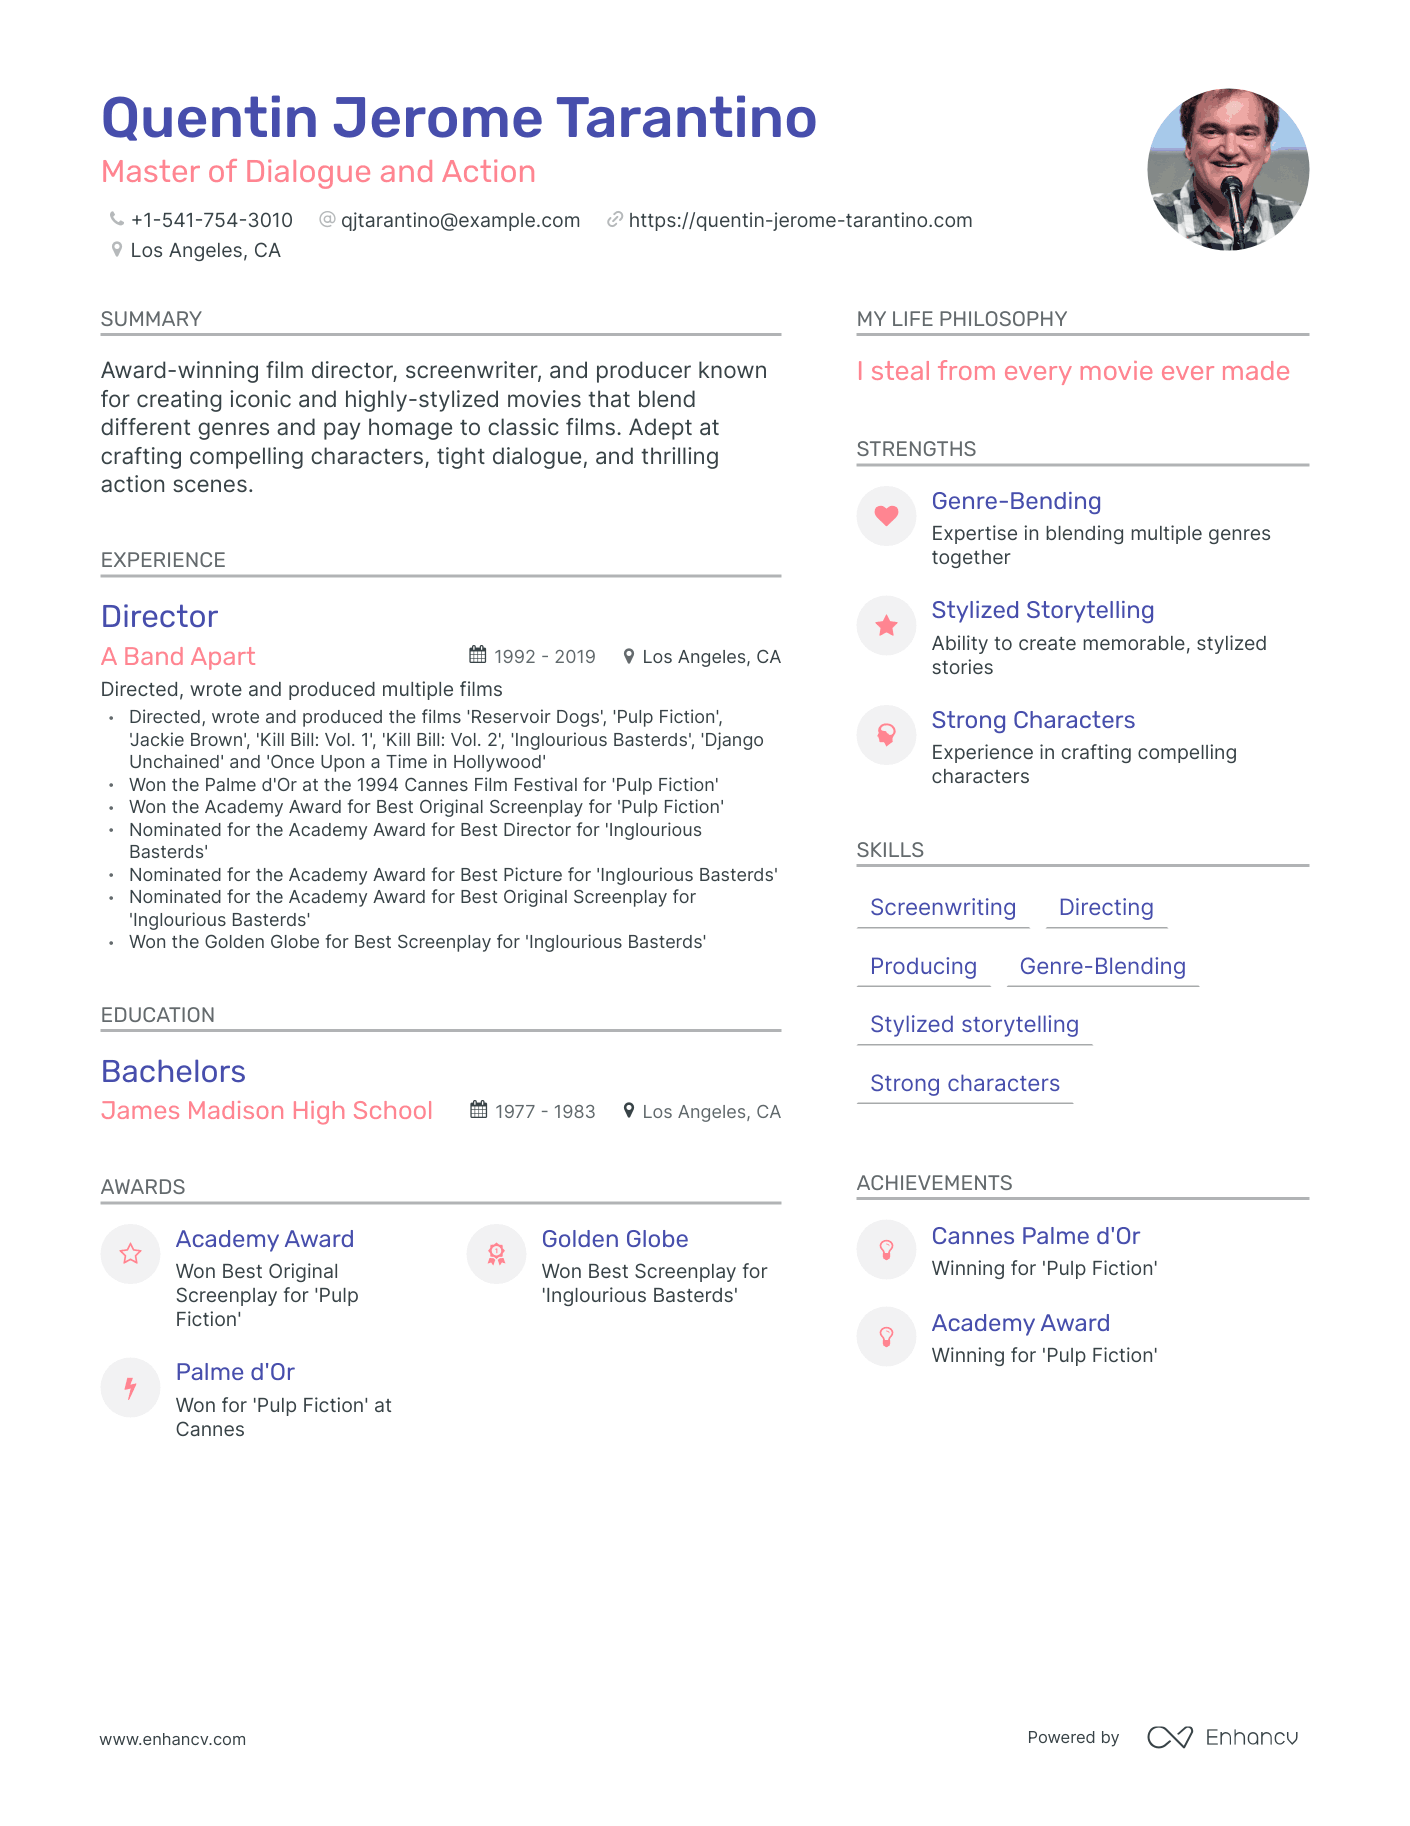 Quentin Jerome Tarantino
Master of Dialogue and Action
+1-541-754-3010 qjtarantino@example.com https://quentin-jerome-tarantino.com
Los Angeles, CA
SUMMARY
Award-winning film director, screenwriter, and producer known
for creating iconic and highly-stylized movies that blend
different genres and pay homage to classic films. Adept at
crafting compelling characters, tight dialogue, and thrilling
action scenes.
EXPERIENCE
Director
A Band Apart 1992 - 2019 Los Angeles, CA
Directed, wrote and produced multiple films
• Directed, wrote and produced the films 'Reservoir Dogs', 'Pulp Fiction',
'Jackie Brown', 'Kill Bill: Vol. 1', 'Kill Bill: Vol. 2', 'Inglourious Basterds', 'Django
Unchained' and 'Once Upon a Time in Hollywood'
• Won the Palme d'Or at the 1994 Cannes Film Festival for 'Pulp Fiction'
• Won the Academy Award for Best Original Screenplay for 'Pulp Fiction'
• Nominated for the Academy Award for Best Director for 'Inglourious
Basterds'
• Nominated for the Academy Award for Best Picture for 'Inglourious Basterds'
• Nominated for the Academy Award for Best Original Screenplay for
'Inglourious Basterds'
• Won the Golden Globe for Best Screenplay for 'Inglourious Basterds'
EDUCATION
Bachelors
James Madison High School 1977 - 1983 Los Angeles, CA
AWARDS
Academy Award
Won Best Original
Screenplay for 'Pulp
Fiction'
Golden Globe
Won Best Screenplay for
'Inglourious Basterds'
Palme d'Or
Won for 'Pulp Fiction' at
Cannes
MY LIFE PHILOSOPHY
I steal from every movie ever made
STRENGTHS
Genre-Bending
Expertise in blending multiple genres
together
Stylized Storytelling
Ability to create memorable, stylized
stories
Strong Characters
Experience in crafting compelling
characters
SKILLS
Screenwriting Directing
Producing Genre-Blending
Stylized storytelling
Strong characters
ACHIEVEMENTS
Cannes Palme d'Or
Winning for 'Pulp Fiction'
Academy Award
Winning for 'Pulp Fiction'
www.enhancv.com
Powered by Enhancv